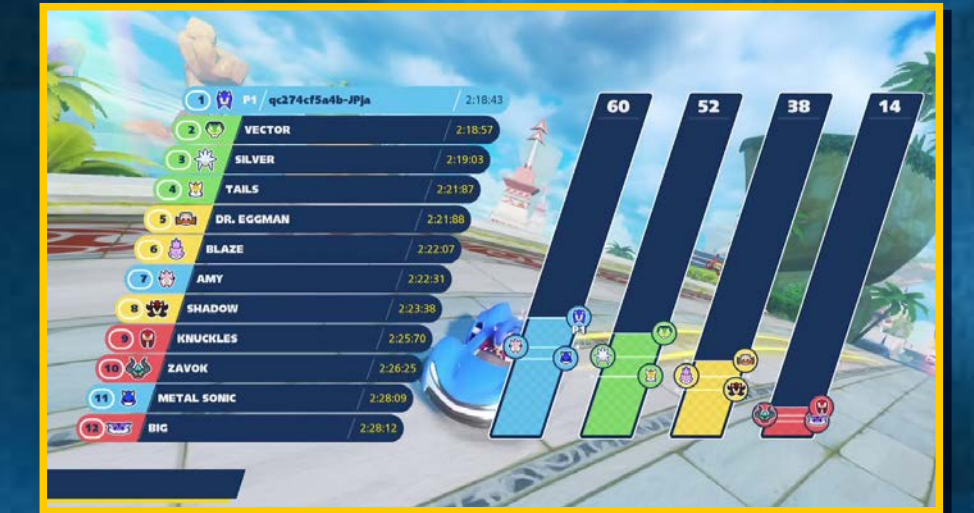 1 P1 qc274cf5a4b-JPja 2:18:43
2 VECTOR 2:18:57
3 SILVER 2:19:03
4 TAILS 2:21:87
5 DR. EGGMAN 2:21:88
6 BLAZE 2:22:07
7 AMY 2:22:31
8 SHADOW 2:23:38
9 KNUCKLES 2:25:70
10 ZAVOK 2:26:25
11 METAL SONIC 2:28:09
12 BIG 2:28:12
60 52 38 14
P1